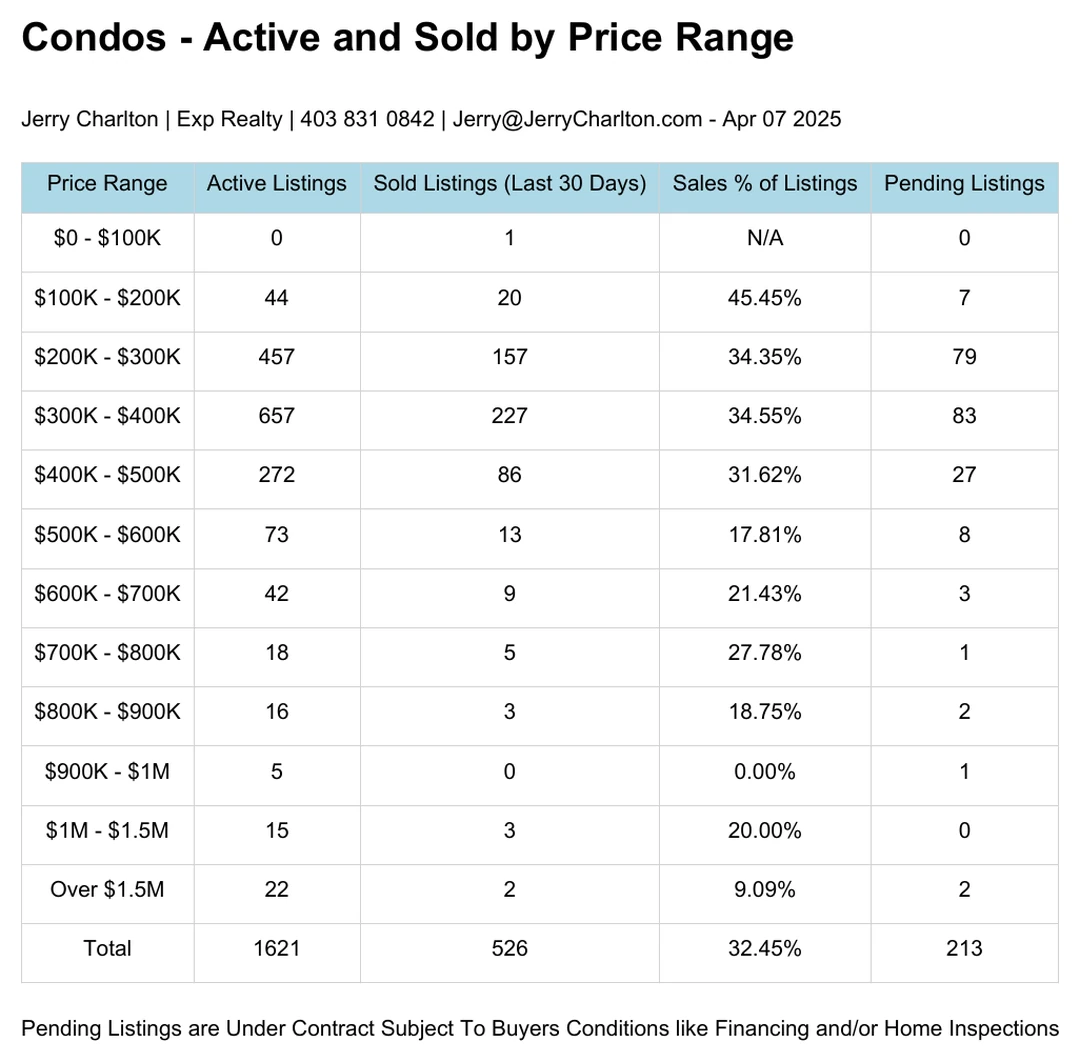 Condos - Active and Sold by Price Range
Jerry Charlton | Exp Realty | 403 831 0842 | Jerry@JerryCharlton.com - Apr 07 2025
Price Range Active Listings Sold Listings (Last 30 Days) Sales % of Listings Pending Listings
$0 - $100K 0 1 N/A 0
$100K - $200K 44 20 45.45% 7
$200K - $300K 457 157 34.35% 79
$300K - $400K 657 227 34.55% 83
$400K - $500K 272 86 31.62% 27
$500K - $600K 73 13 17.81% 8
$600K - $700K 42 9 21.43% 3
$700K - $800K 18 5 27.78% 1
$800K - $900K 16 3 18.75% 2
$900K - $1M 5 0 0.00% 1
$1M - $1.5M 15 3 20.00% 0
Over $1.5M 22 2 9.09% 2
Total 1621 526 32.45% 213
Pending Listings are Under Contract Subject To Buyers Conditions like Financing and/or Home Inspections